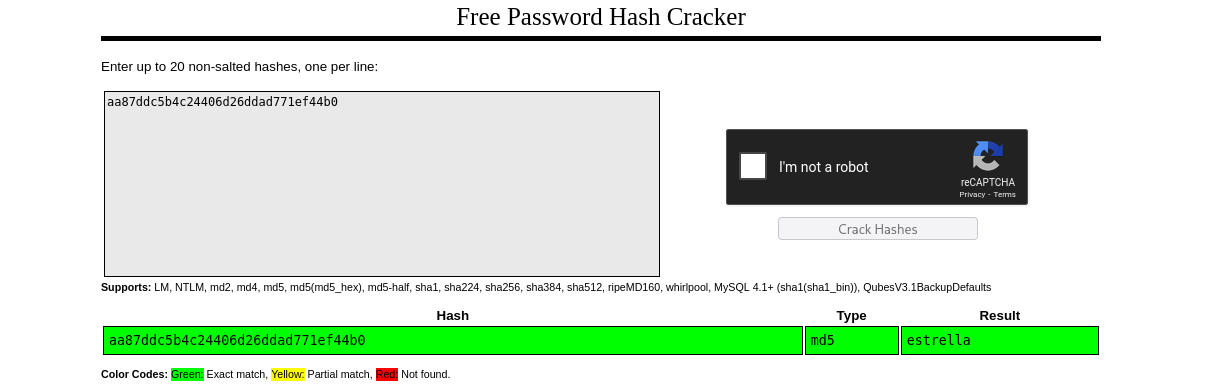 Free Password Hash Cracker
Enter up to 20 non-salted hashes, one per line:
aa87ddc5b4c24406d26ddad771ef44b0
I'm not a robot
reCAPTCHA
Privacy - Terms
Crack Hashes
Supports: LM, NTLM, md2, md4, md5, md5(md5_hex), md5-half, sha1, sha224, sha256, sha384, sha512, ripeMD160, whirlpool, MySQL 4.1+ (sha1(sha1_bin)), QubesV3.1BackupDefaults
Hash Type Result
aa87ddc5b4c24406d26ddad771ef44b0 md5 estrella
Color Codes: Green: Exact match, Yellow: Partial match, Red: Not found.